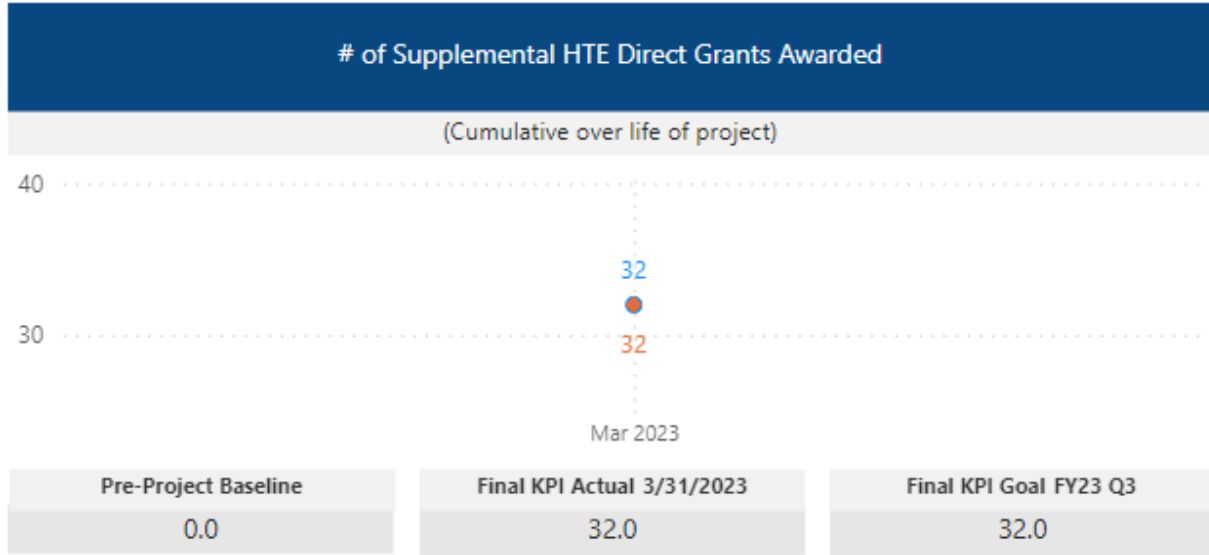 # of Supplemental HTE Direct Grants Awarded
(Cumulative over life of project)
40
32
30
32
Mar 2023
Pre-Project Baseline Final KPI Actual 3/31/2023 Final KPI Goal FY23 Q3
0.0 32.0 32.0